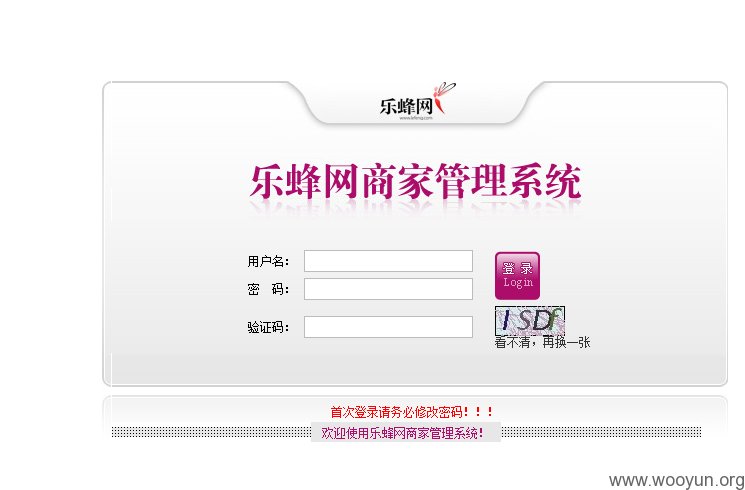 乐蜂网
www.lefeng.com
乐蜂网商家管理系统
用户名：
登 录
Login
密 码：
验证码：
ISDf
看不清，再换一张
首次登录请务必修改密码！！！
欢迎使用乐蜂网商家管理系统！
www.wooyun.org